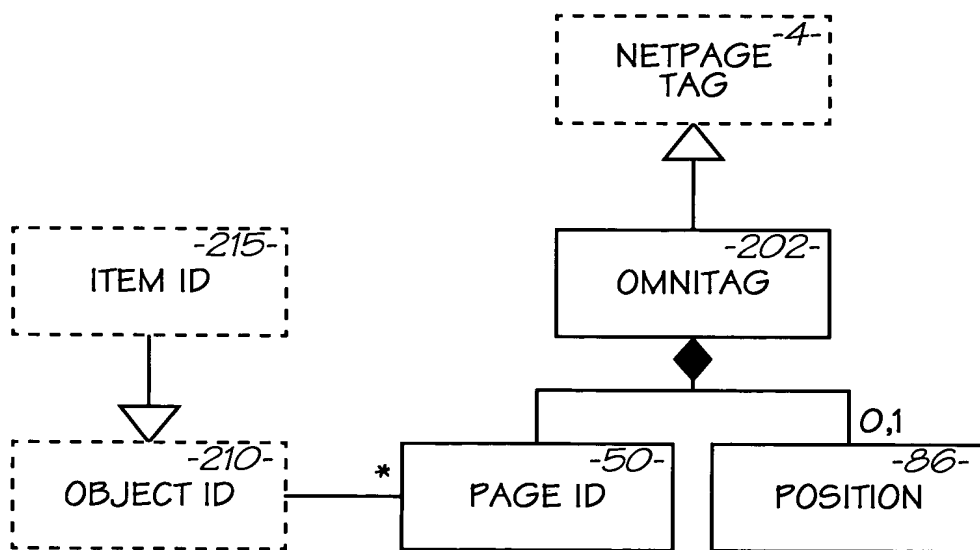 -4-
NETPAGE
TAG
-215-
ITEM ID
-202-
OMNITAG
0,1
-210-
OBJECT ID
*
-50-
PAGE ID
-86-
POSITION